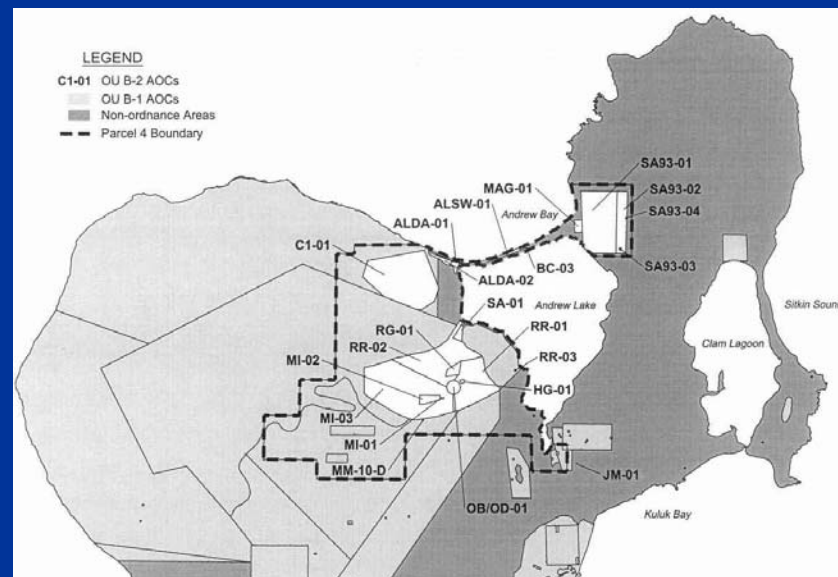 LEGEND
C1-01 OU B-2 AOCs
OU B-1 AOCs
Non-ordnance Areas
Parcel 4 Boundary
SA93-01
MAG-01
SA93-02
ALSW-01
Andrew Bay
SA93-04
ALDA-01
C1-01
BC-03
SA93-03
ALDA-02
SA-01
Andrew Lake
Sitkin Soun
RG-01
RR-01
RR-02
Clam Lagoon
MI-02
RR-03
HG-01
MI-03
MI-01
MM-10-D
JM-01
OB/OD-01
Kuluk Bay